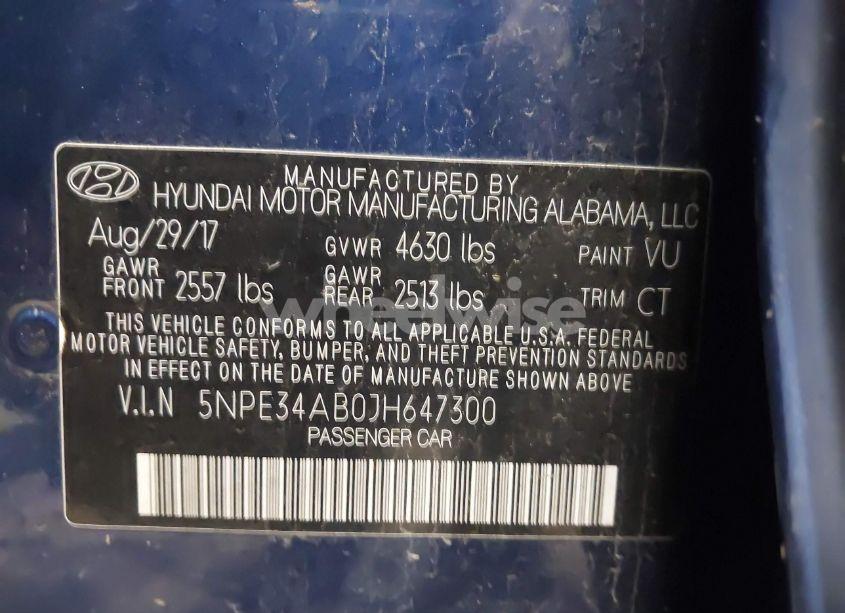 MANUFACTURED BY
HYUNDAI MOTOR MANUFACTURING ALABAMA, LLC
Aug/29/17 GVWR 4630 lbs PAINT VU
GAWR FRONT 2557 lbs GAWR REAR 2513 lbs TRIM CT
THIS VEHICLE CONFORMS TO ALL APPLICABLE U.S.A. FEDERAL
MOTOR VEHICLE SAFETY, BUMPER, AND THEFT PREVENTION STANDARDS
IN EFFECT ON THE DATE OF MANUFACTURE SHOWN ABOVE
V.I.N 5NPE34AB0JH647300
PASSENGER CAR
wheelwise